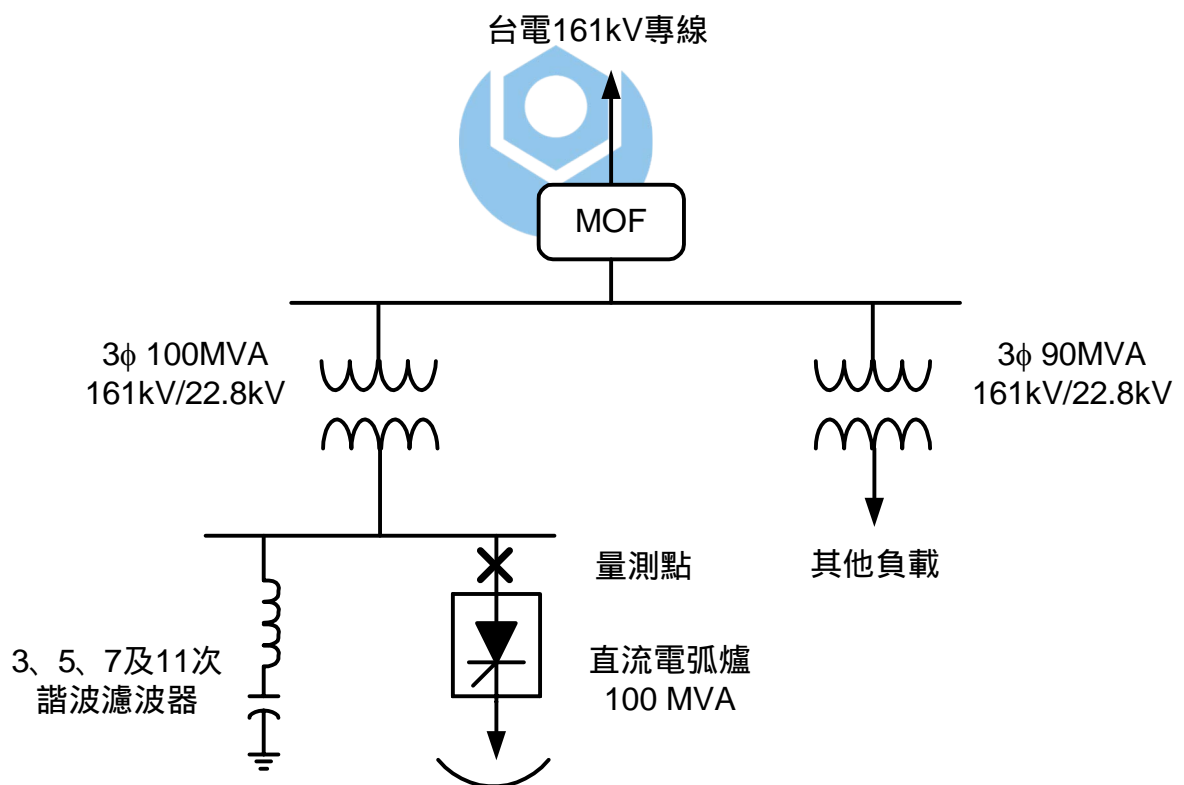 台電161kV專線
MOF
3ϕ 100MVA
161kV/22.8kV
3ϕ 90MVA
161kV/22.8kV
量測點
其他負載
3、5、7及11次
諧波濾波器
直流電弧爐
100 MVA